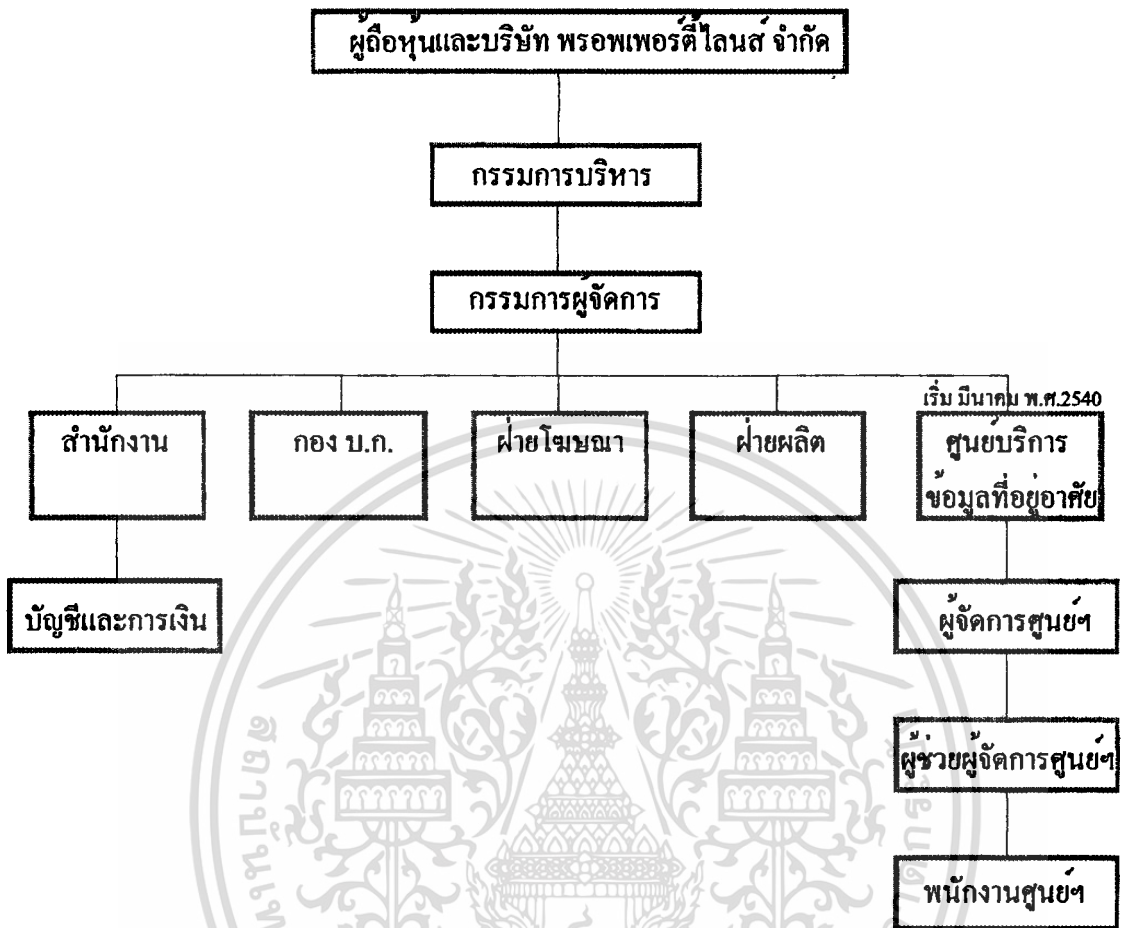 ผู้ถือหุ้นและบริษัท พรอพเพอร์ตี้ไลนส์ จำกัด
กรรมการบริหาร
กรรมการผู้จัดการ
เริ่ม มีนาคม พ.ศ.2540
สำนักงาน
กอง บ.ก.
ฝ่ายโฆษณา
ฝ่ายผลิต
ศูนย์บริการ
ข้อมูลที่อยู่อาศัย
บัญชีและการเงิน
ผู้จัดการศูนย์ฯ
ผู้ช่วยผู้จัดการศูนย์ฯ
พนักงานศูนย์ฯ